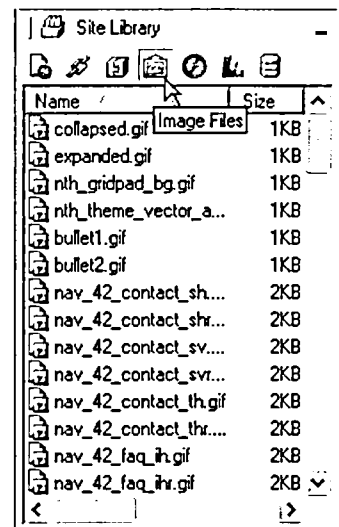 Site Library
Name Size
Image Files
collapsed.gif 1KB
expanded.gif 1KB
nth_gridpad_bg.gif 1KB
nth_theme_vector_a... 1KB
bullet1.gif 1KB
bullet2.gif 1KB
nav_42_contact_sh.... 2KB
nav_42_contact_shr... 2KB
nav_42_contact_sv.... 2KB
nav_42_contact_svr... 2KB
nav_42_contact_th.gif 2KB
nav_42_contact_thr.... 2KB
nav_42_faq_ih.gif 2KB
nav_42_faq_ihr.gif 2KB